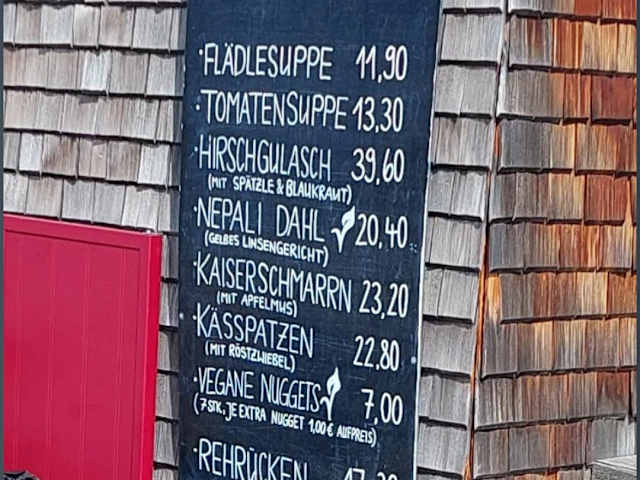 ·FLÄDLESUPPE 11,90
·TOMATENSUPPE 13,30
·HIRSCHGULASCH 39,60
(MIT SPÄTZLE & BLAUKRAUT)
·NEPALI DAHL 20,40
(GELBES LINSENGERICHT)
·KAISERSCHMARRN 23,20
(MIT APFELMUS)
·KÄSSPATZEN 22,80
(MIT RÖSTZWIEBEL)
·VEGANE NUGGETS 7,00
(7 STK, JE EXTRA NUGGET 1,00€ AUFPREIS)
·REHRÜCKEN